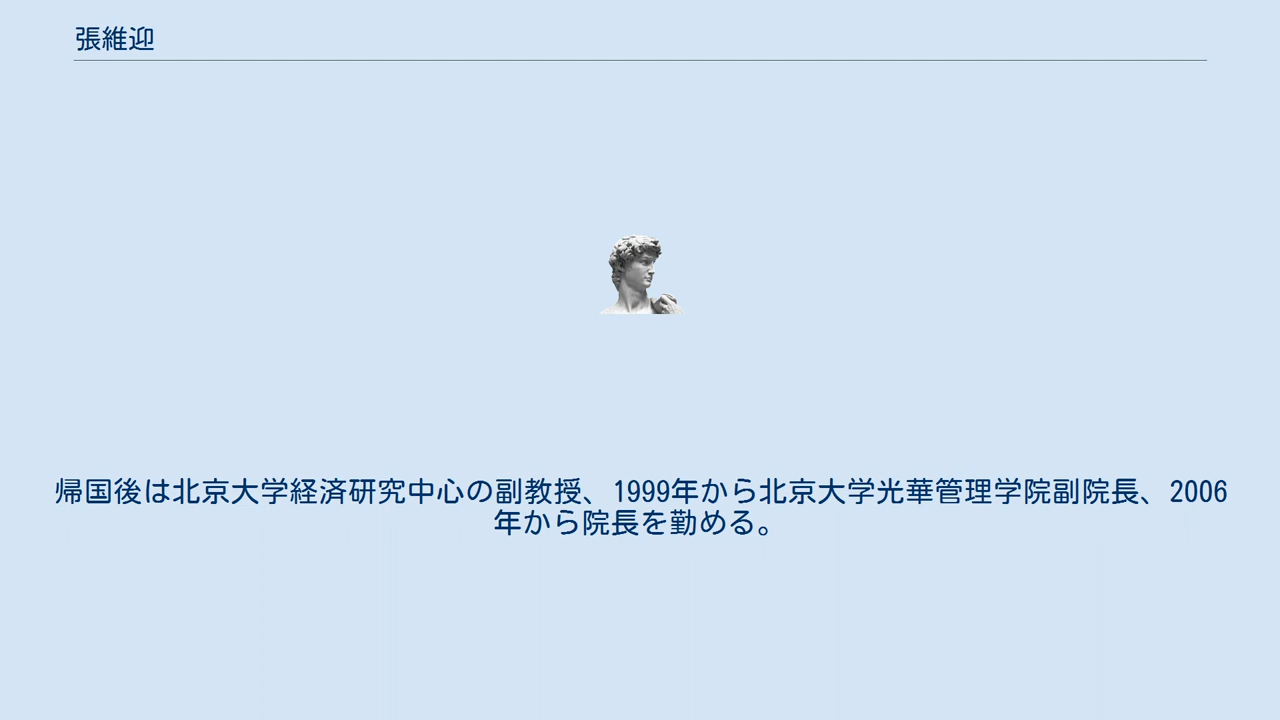 張維迎
帰国後は北京大学経済研究中心の副教授、1999年から北京大学光華管理学院副院長、2006
年から院長を勤める。